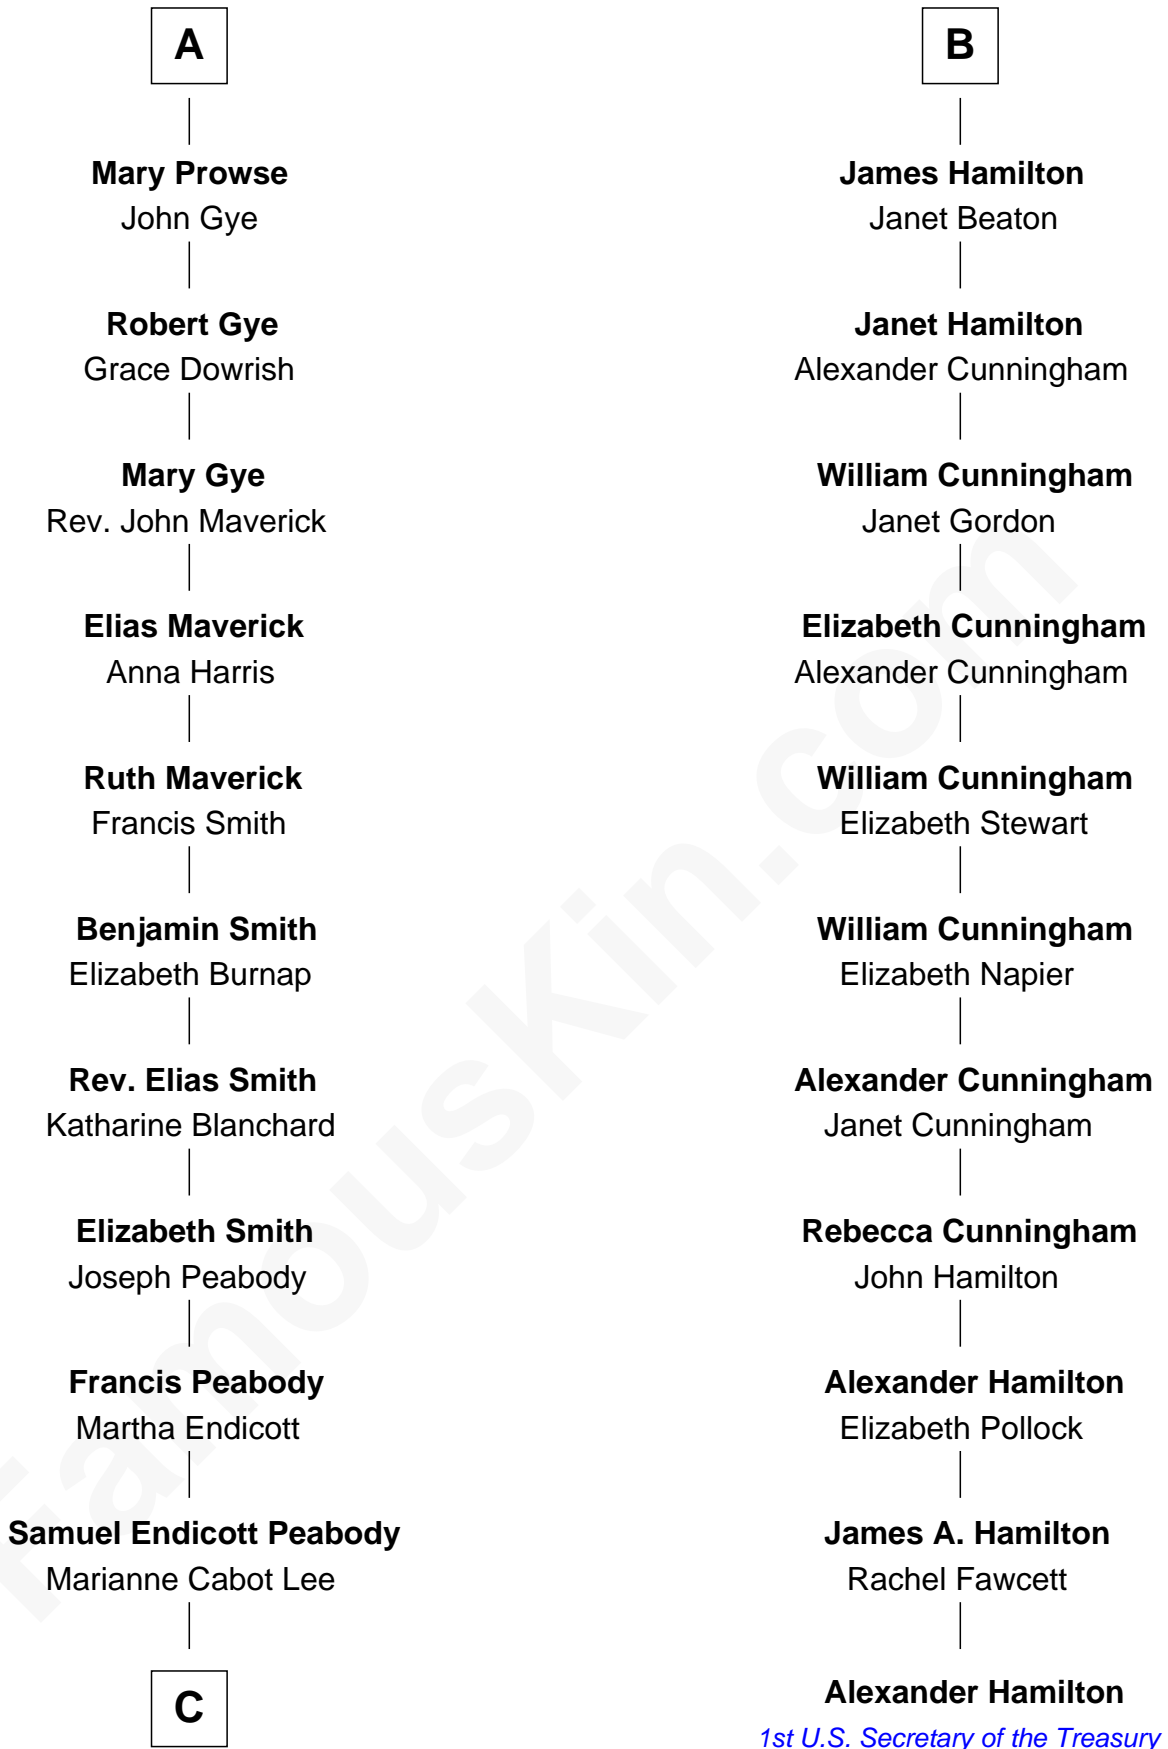 A
Mary Prowse
John Gye
Robert Gye
Grace Dowrish
Mary Gye
Rev. John Maverick
Elias Maverick
Anna Harris
Ruth Maverick
Francis Smith
Benjamin Smith
Elizabeth Burnap
Rev. Elias Smith
Katharine Blanchard
Elizabeth Smith
Joseph Peabody
Francis Peabody
Martha Endicott
Samuel Endicott Peabody
Marianne Cabot Lee
C
B
James Hamilton
Janet Beaton
Janet Hamilton
Alexander Cunningham
William Cunningham
Janet Gordon
Elizabeth Cunningham
Alexander Cunningham
William Cunningham
Elizabeth Stewart
William Cunningham
Elizabeth Napier
Alexander Cunningham
Janet Cunningham
Rebecca Cunningham
John Hamilton
Alexander Hamilton
Elizabeth Pollock
James A. Hamilton
Rachel Fawcett
Alexander Hamilton
1st U.S. Secretary of the Treasury
FamousKin.com